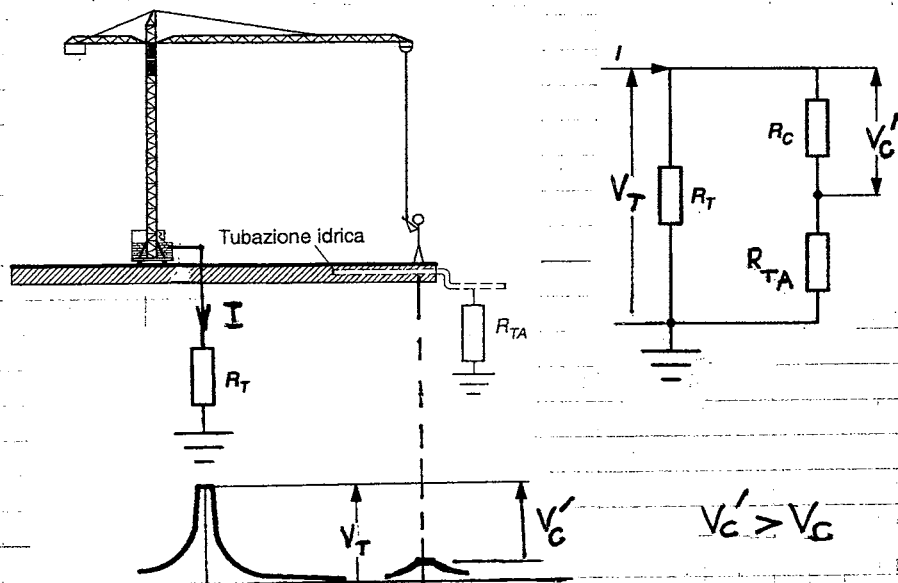 Tubazione idrica
I
R_T
R_TA
V_T
V_C'
I
V_T
R_T
R_C
V_C'
R_TA
V_C' > V_C